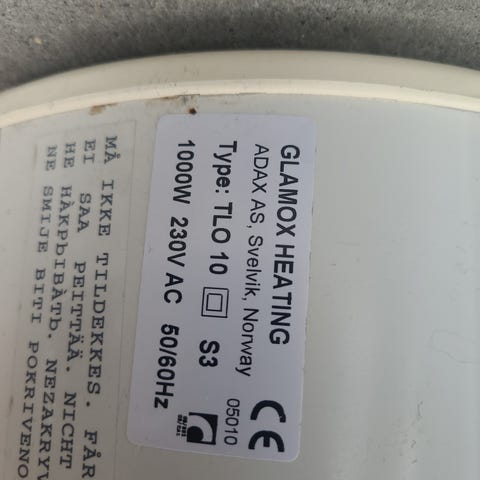 GLAMOX HEATING
ADAX AS, Svelvik, Norway 05010
Type: TLO 10 S3
1000W 230V AC 50/60Hz
CE
MÅ IKKE TILDEKKES. FÅR
EI SAA PEITTÄÄ. NICHT
НЕ НАКРЫВАТЬ. NEZAKRYV
NE SMIJE BITI POKRIVENO